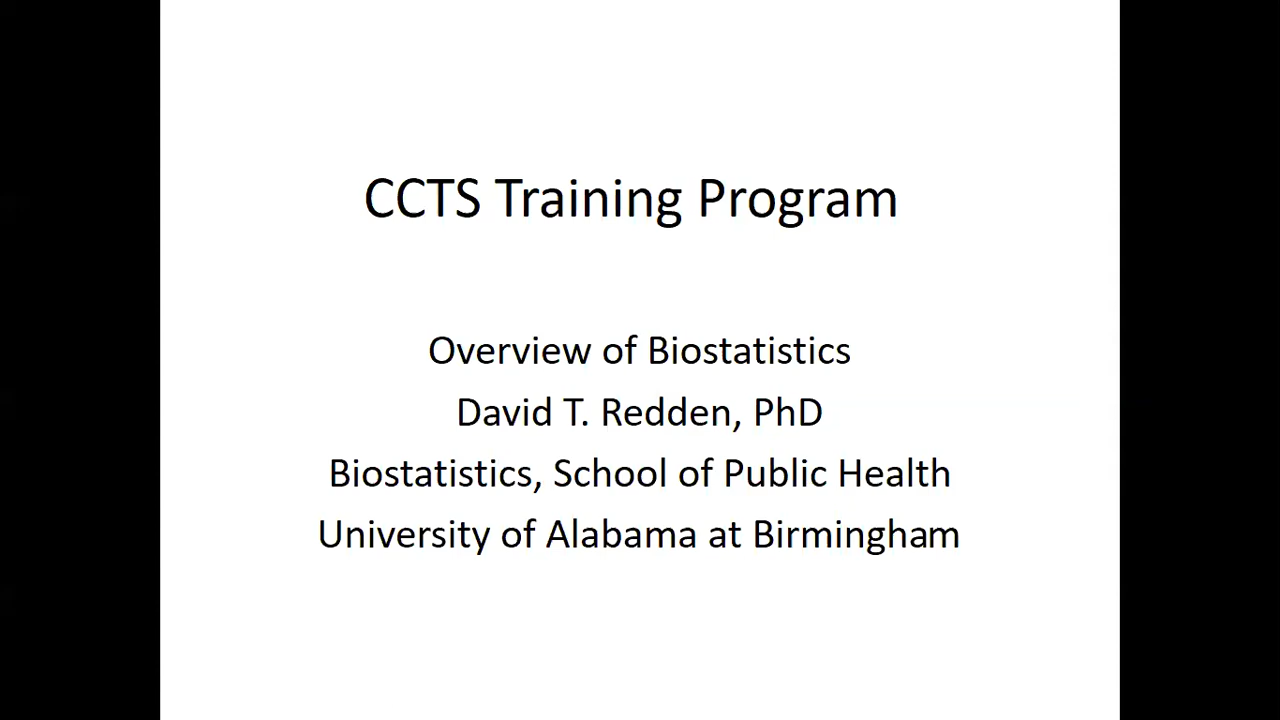 CCTS Training Program
Overview of Biostatistics
David T. Redden, PhD
Biostatistics, School of Public Health
University of Alabama at Birmingham